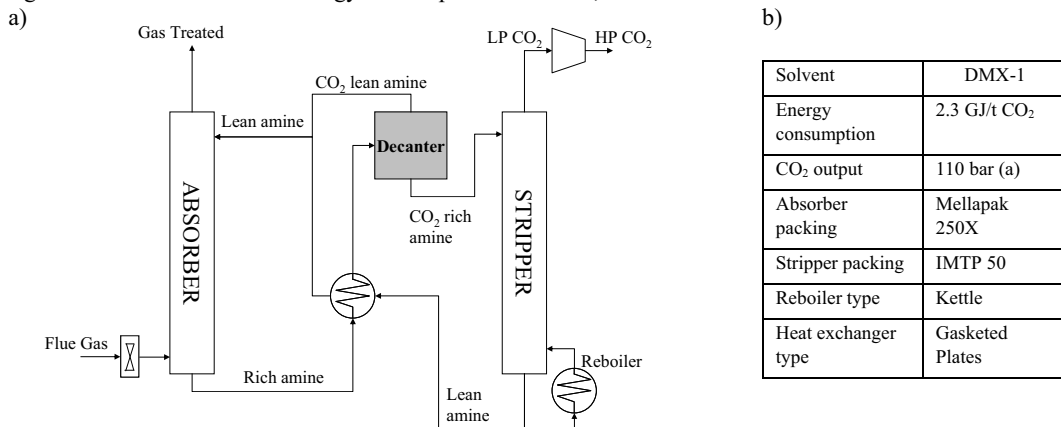 a)
Gas Treated
LP CO₂
HP CO₂
CO₂ lean amine
Lean amine
Decanter
ABSORBER
STRIPPER
CO₂ rich
amine
Flue Gas
Rich amine
Reboiler
Lean
amine
b)
Solvent DMX-1
Energy
consumption
2.3 GJ/t CO₂
CO₂ output 110 bar (a)
Absorber
packing
Mellapak
250X
Stripper packing IMTP 50
Reboiler type Kettle
Heat exchanger
type
Gasketed
Plates